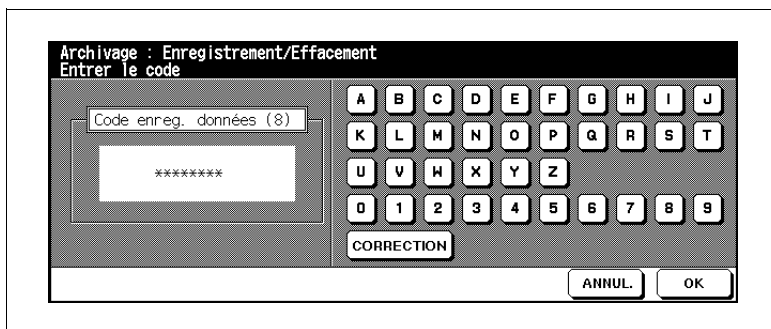 Archivage : Enregistrement/Effacement
Entrer le code
Code enreg. données (8)
********
A B C D E F G H I J
K L M N O P Q R S T
U V W X Y Z
0 1 2 3 4 5 6 7 8 9
CORRECTION
ANNUL. OK